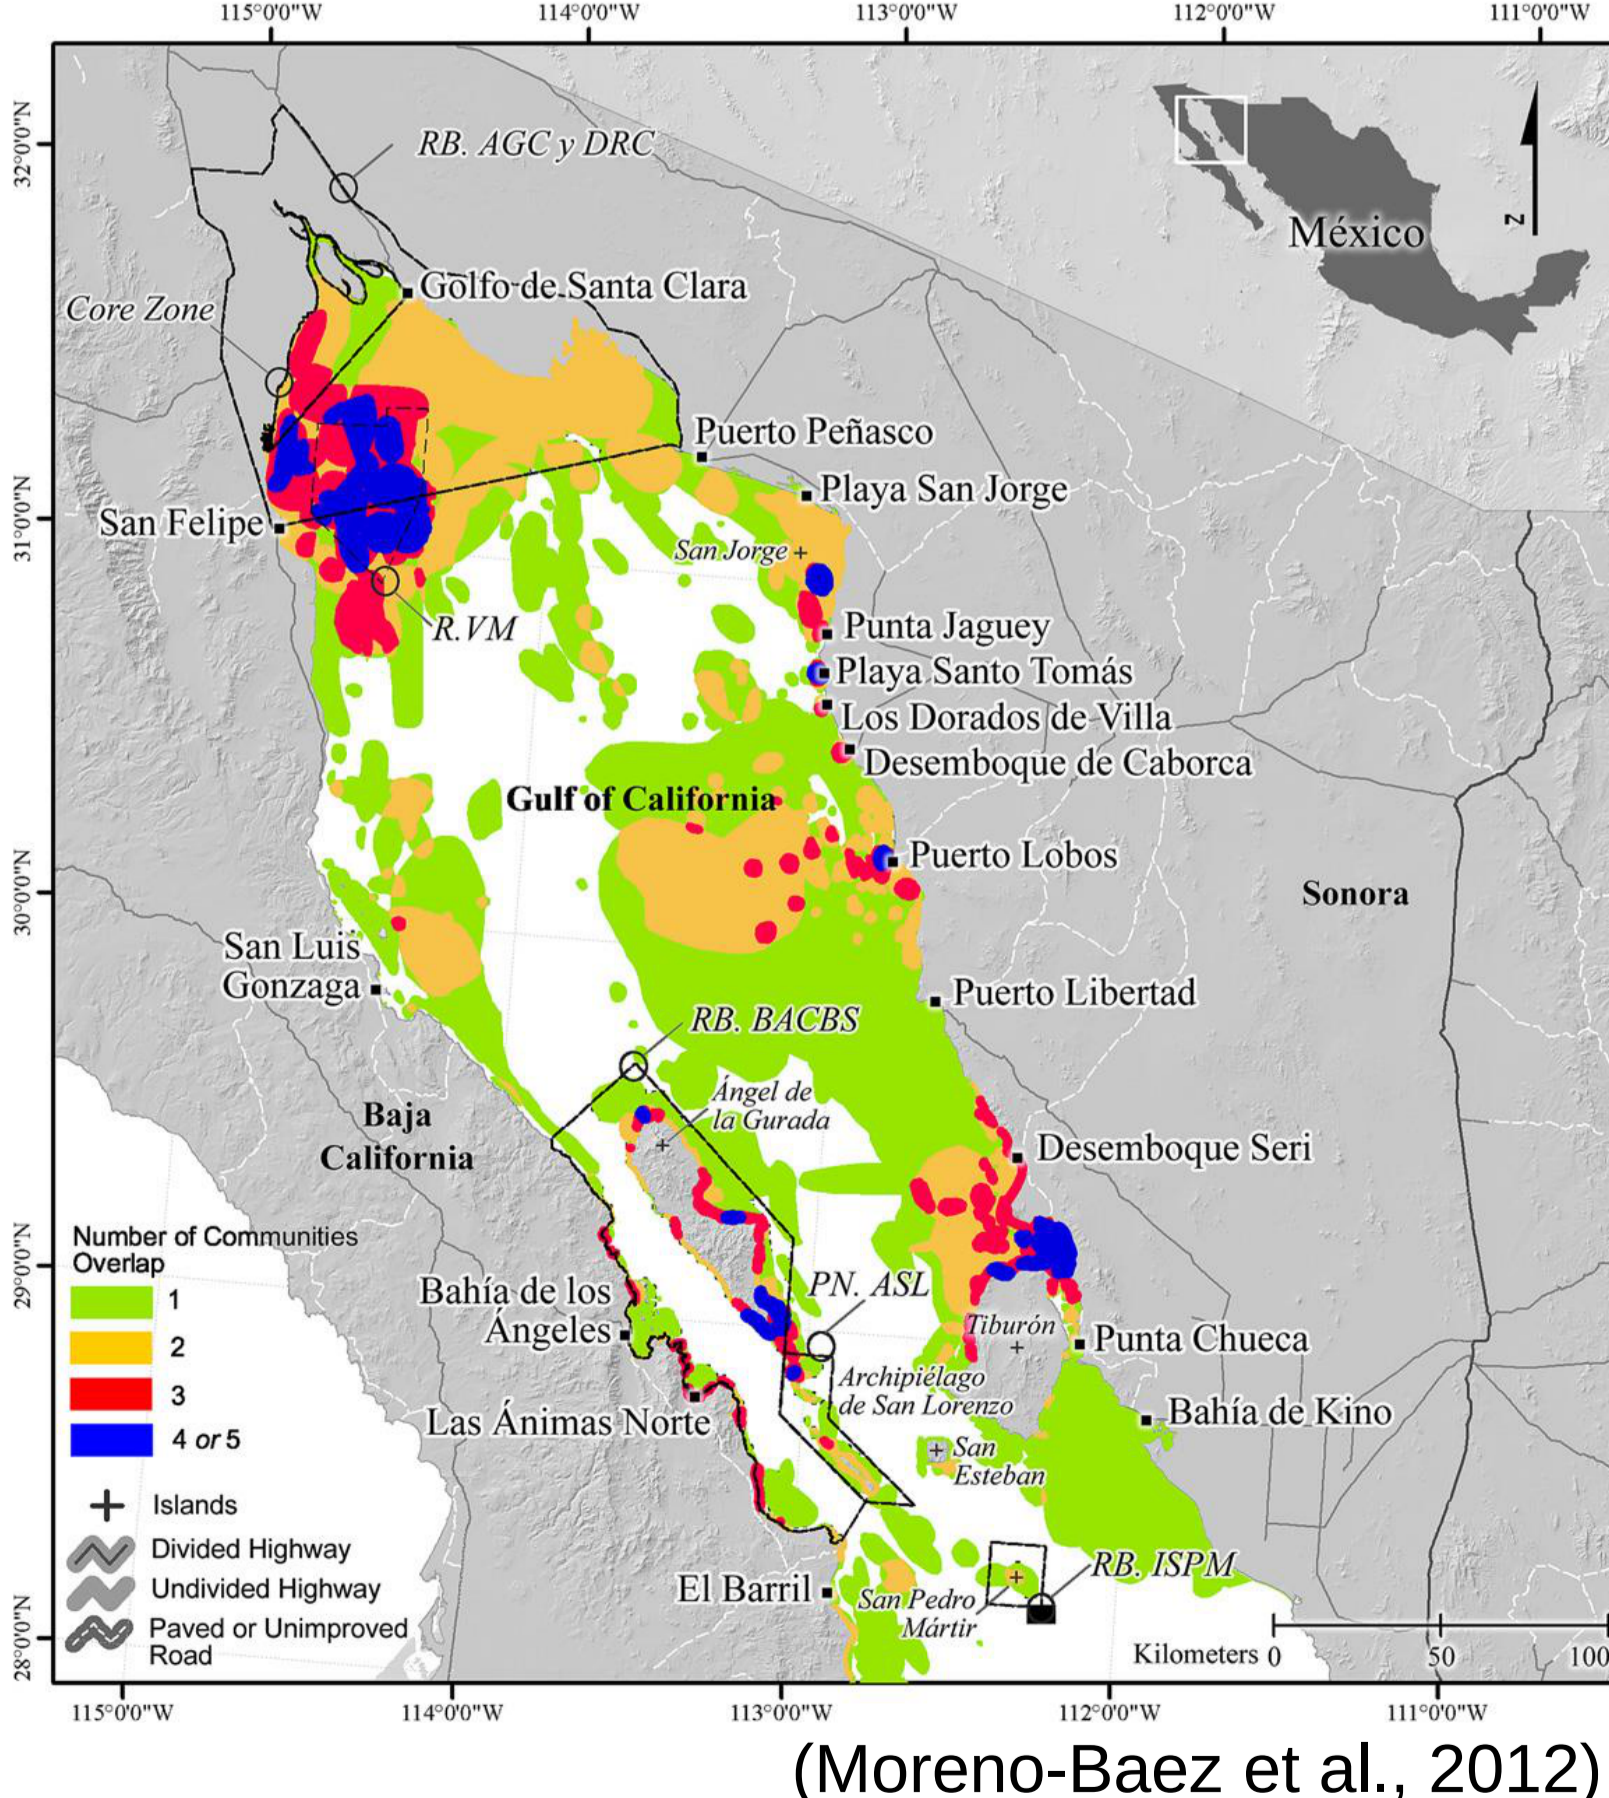 115°0'0"W
114°0'0"W
113°0'0"W
112°0'0"W
111°0'0"W
32°0'0"N
31°0'0"N
30°0'0"N
29°0'0"N
28°0'0"N
RB. AGC y DRC
México
N
Golfo de Santa Clara
Core Zone
Puerto Peñasco
Playa San Jorge
San Felipe
San Jorge
R.VM
Punta Jaguey
Playa Santo Tomás
Los Dorados de Villa
Desemboque de Caborca
Gulf of California
Puerto Lobos
Sonora
San Luis
Gonzaga
Puerto Libertad
RB. BACBS
Ángel de
la Gurada
Baja
California
Desemboque Seri
Number of Communities
Overlap
1
2
3
4 or 5
Islands
Divided Highway
Undivided Highway
Paved or Unimproved
Road
Bahía de los
Ángeles
PN. ASL
Tiburón
Punta Chueca
Archipiélago
de San Lorenzo
Las Ánimas Norte
Bahía de Kino
San
Esteban
El Barril
San Pedro
Mártir
RB. ISPM
Kilometers 0 50 100
115°0'0"W
114°0'0"W
113°0'0"W
112°0'0"W
111°0'0"W
(Moreno-Baez et al., 2012)